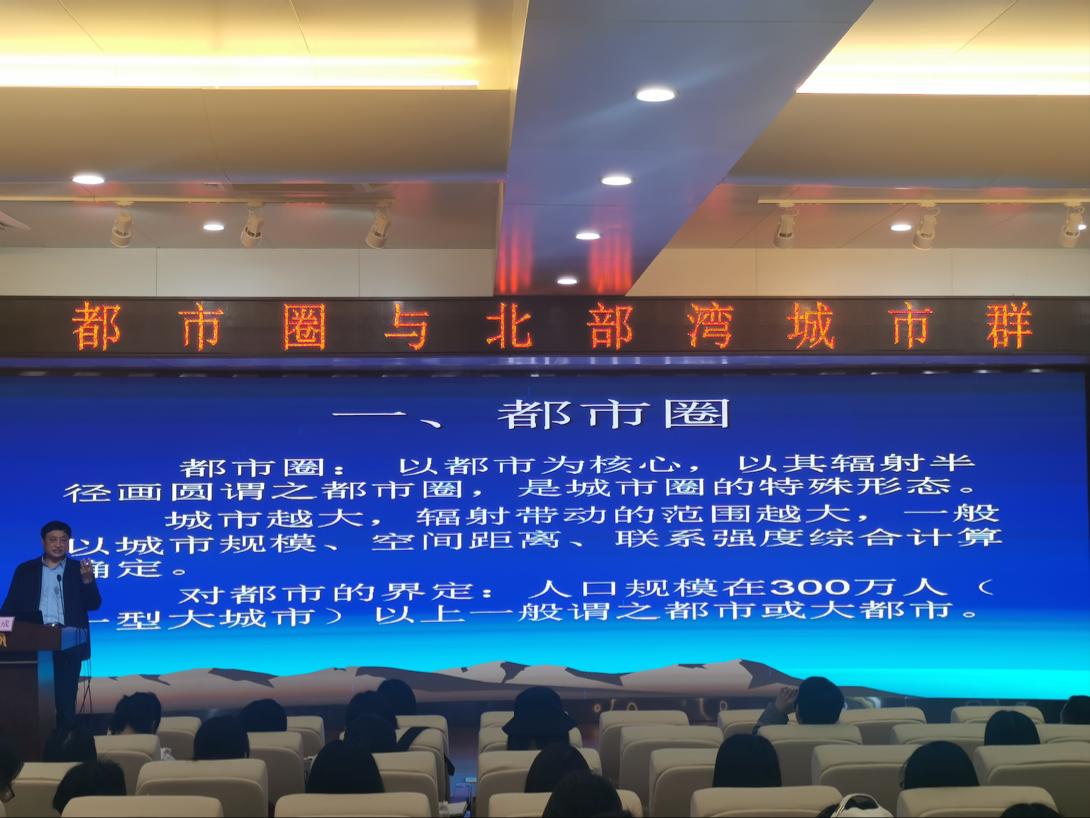 都市圈与北部湾城市群
一、都市圈
都市圈： 以都市为核心，以其辐射半
径画圆谓之都市圈，是城市圈的特殊形态。
城市越大，辐射带动的范围越大，一般
以城市规模、空间距离、联系强度综合计算
确定。
对都市的界定：人口规模在300万人（
型大城市）以上一般谓之都市或大都市。
成